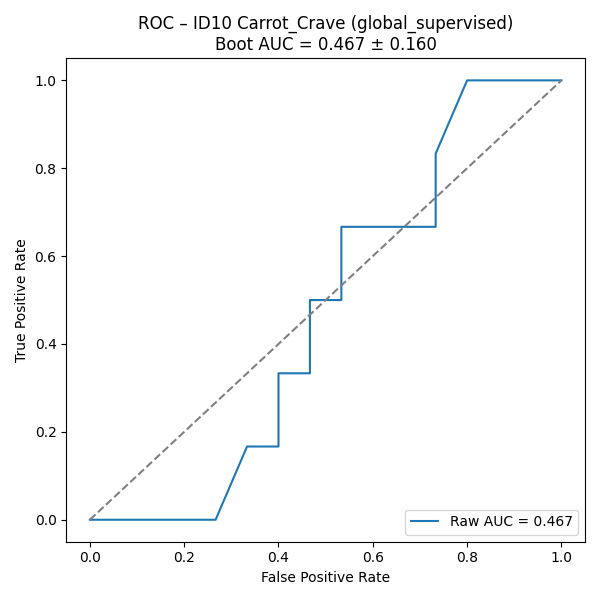 ROC – ID10 Carrot_Crave (global_supervised)
Boot AUC = 0.467 ± 0.160
True Positive Rate
1.0
0.8
0.6
0.4
0.2
0.0
Raw AUC = 0.467
0.0 0.2 0.4 0.6 0.8 1.0
False Positive Rate